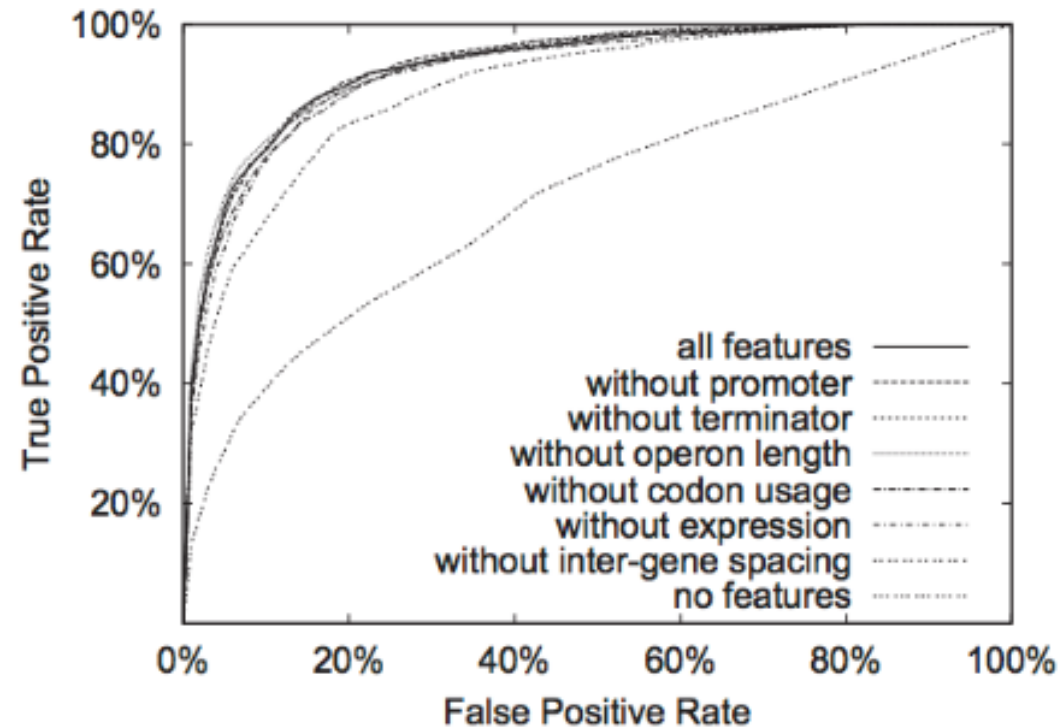 100%
80%
60%
40%
20%
True Positive Rate
all features
without promoter
without terminator
without operon length
without codon usage
without expression
without inter-gene spacing
no features
0% 20% 40% 60% 80% 100%
False Positive Rate